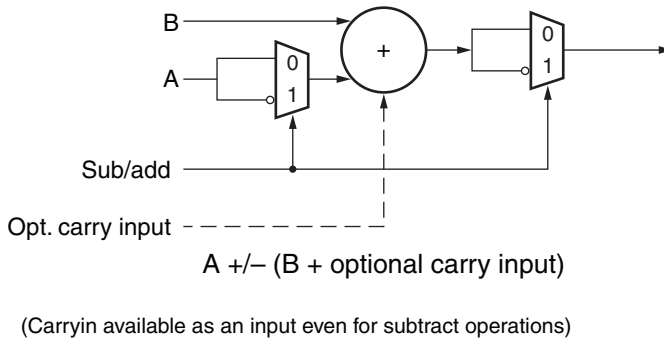 B
+
0
1
0
1
A
Sub/add
Opt. carry input
A +/– (B + optional carry input)
(Carryin available as an input even for subtract operations)